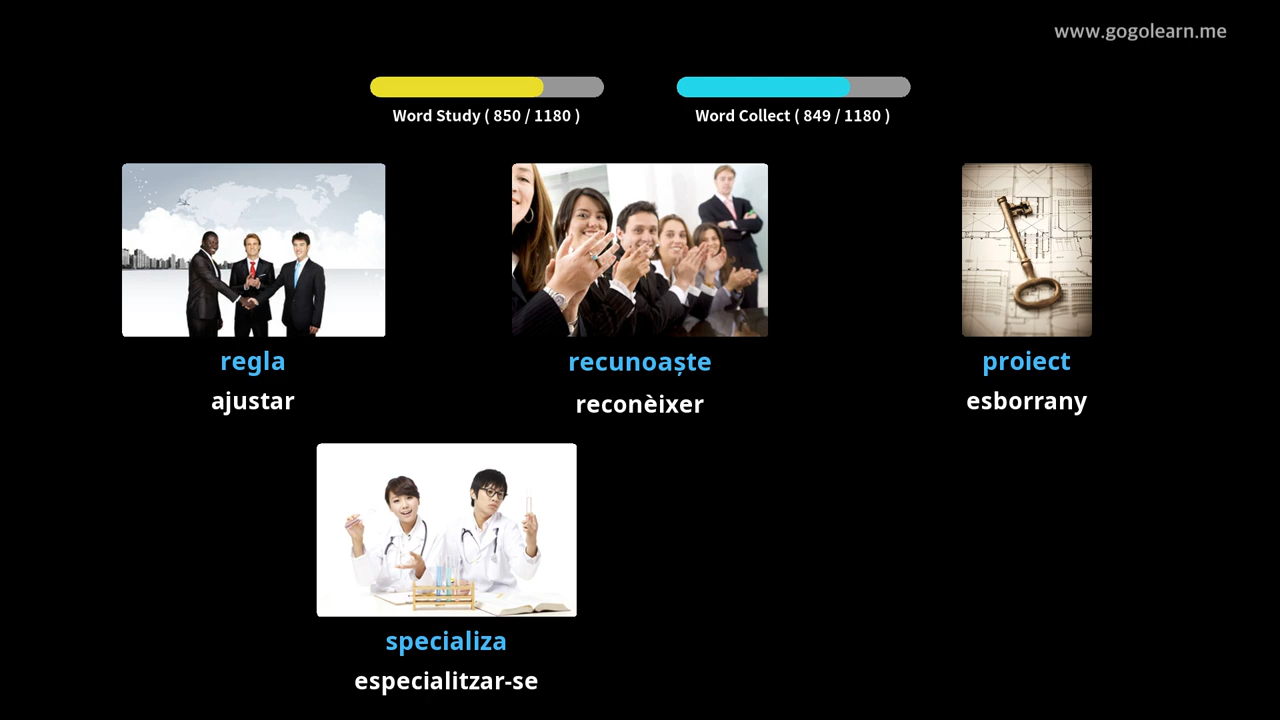 www.gogolearn.me
Word Study ( 850 / 1180 )
Word Collect ( 849 / 1180 )
regla
ajustar
recunoaște
reconèixer
proiect
esborrany
specializa
especialitzar-se